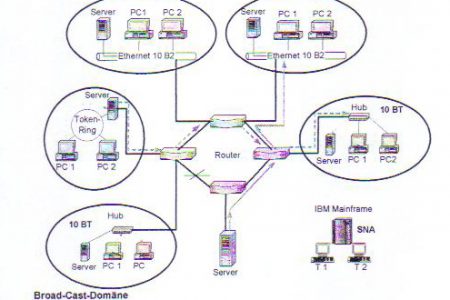 Server PC1 PC 2
Ethernet 10 B2
Server PC 1 PC 2
Ethernet 10 B2
Server
Token-
Ring
PC 1 PC 2
Router
Hub 10 BT
Server PC 1 PC2
10 BT Hub
Server PC 1 PC
Server
IBM Mainframe
SNA
T 1 T 2
Broad-Cast-Domäne